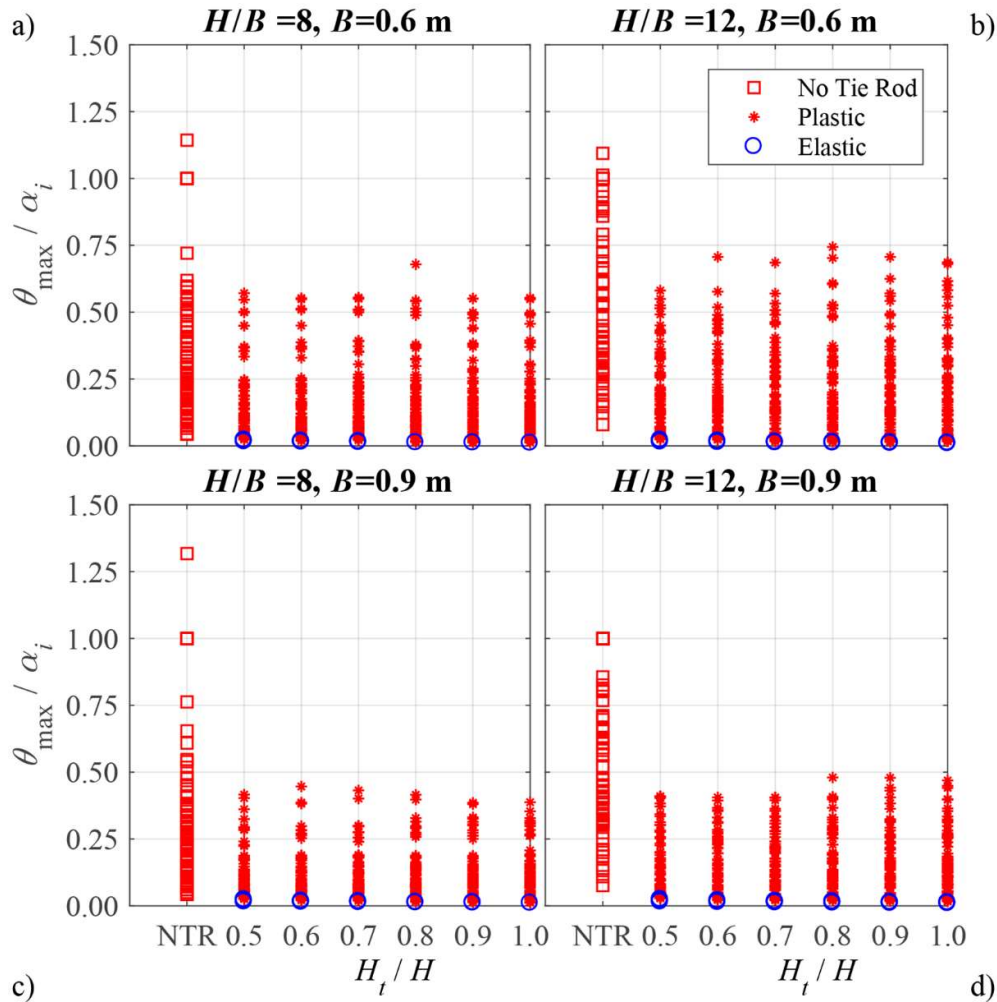 a) H/B =8, B=0.6 m H/B =12, B=0.6 m b)
1.50
1.25
1.00
0.75
0.50
0.25
0.00
θmax / αi
No Tie Rod
Plastic
Elastic
H/B =8, B=0.9 m H/B =12, B=0.9 m
1.50
1.25
1.00
0.75
0.50
0.25
0.00
θmax / αi
NTR 0.5 0.6 0.7 0.8 0.9 1.0 NTR 0.5 0.6 0.7 0.8 0.9 1.0
c) Ht / H Ht / H d)